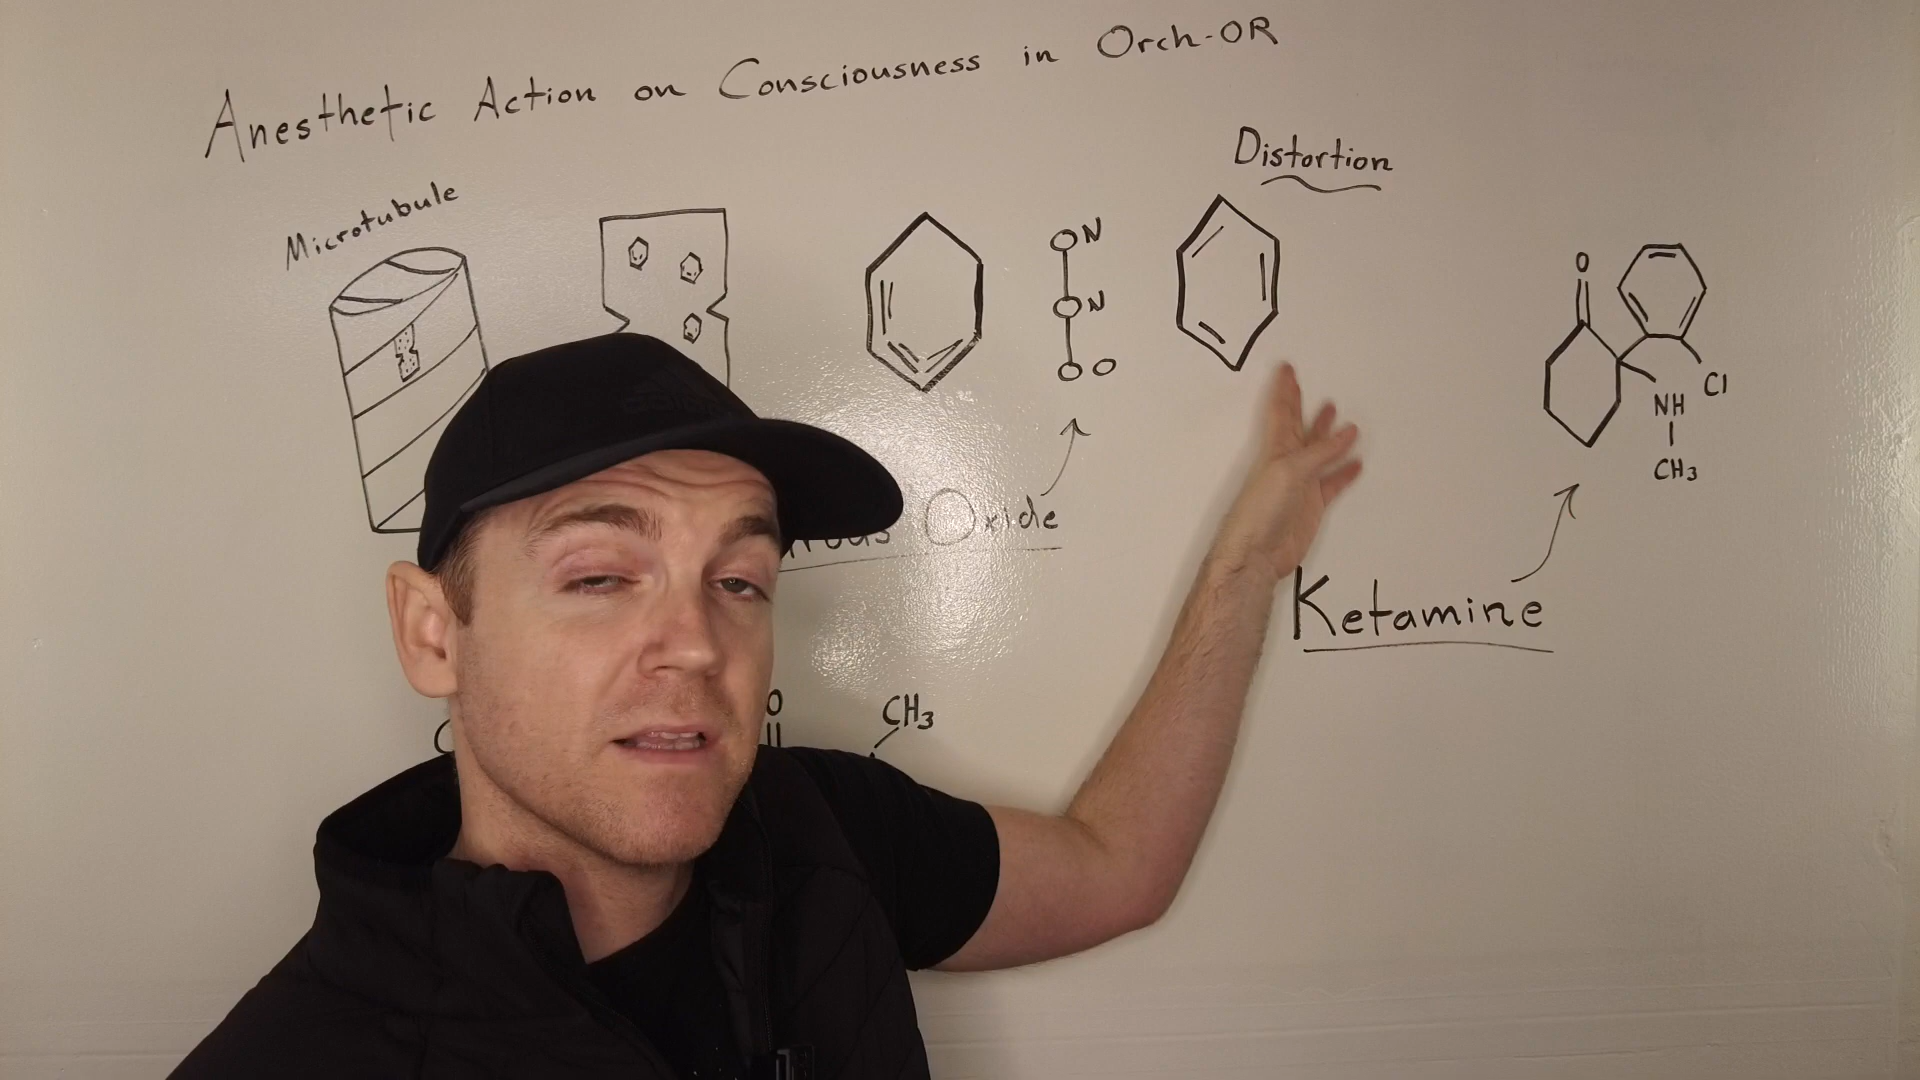 Anesthetic Action on Consciousness in Orch-OR
Distortion
Microtubule
N
N
O
O
Cl
NH
CH3
Oxide
Ketamine
O
CH3